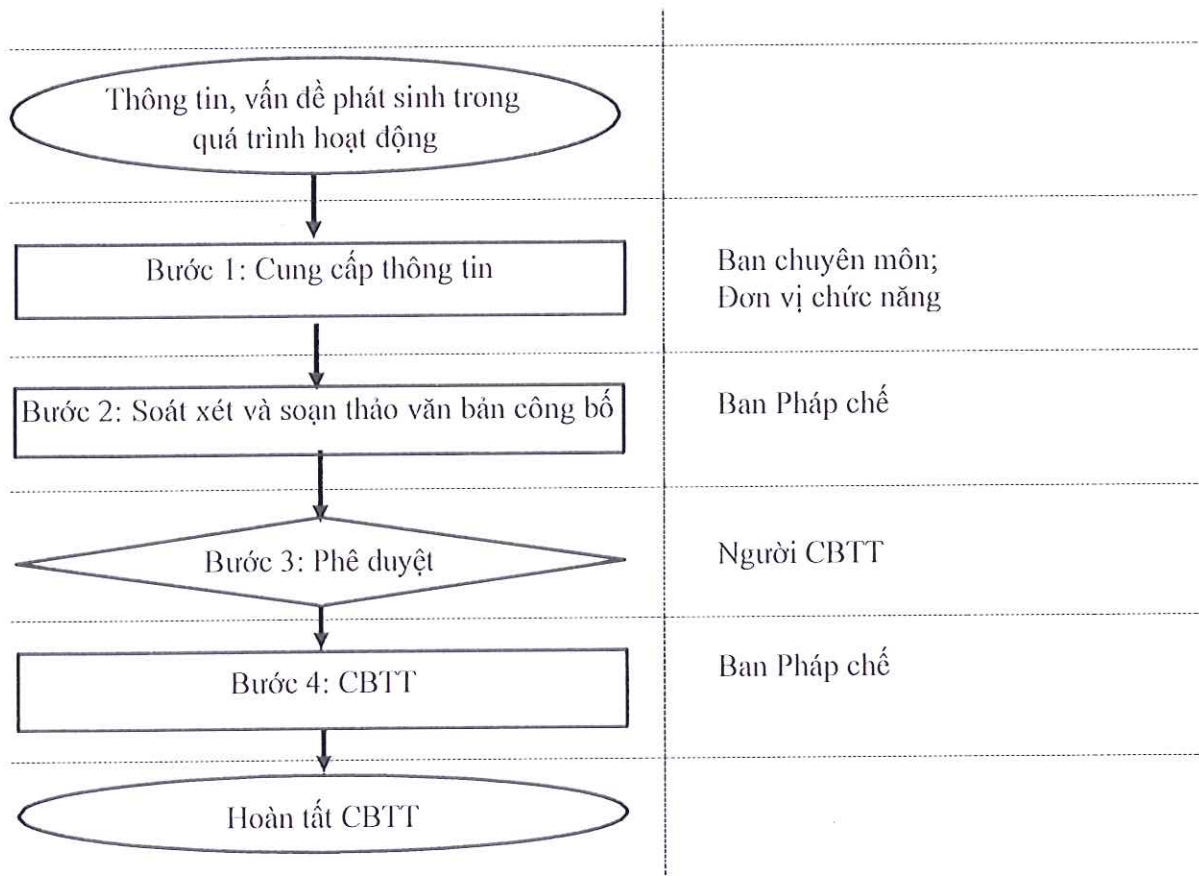 Thông tin, vấn đề phát sinh trong
quá trình hoạt động
Bước 1: Cung cấp thông tin
Ban chuyên môn;
Đơn vị chức năng
Bước 2: Soát xét và soạn thảo văn bản công bố
Ban Pháp chế
Bước 3: Phê duyệt
Người CBTT
Bước 4: CBTT
Ban Pháp chế
Hoàn tất CBTT